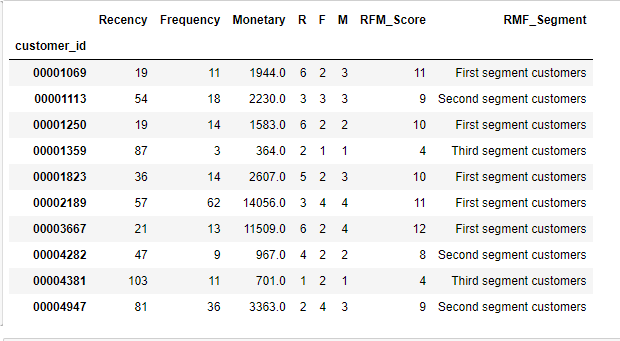 Recency Frequency Monetary R F M RFM_Score RMF_Segment
customer_id
00001069 19 11 1944.0 6 2 3 11 First segment customers
00001113 54 18 2230.0 3 3 3 9 Second segment customers
00001250 19 14 1583.0 6 2 2 10 First segment customers
00001359 87 3 364.0 2 1 1 4 Third segment customers
00001823 36 14 2607.0 5 2 3 10 First segment customers
00002189 57 62 14056.0 3 4 4 11 First segment customers
00003667 21 13 11509.0 6 2 4 12 First segment customers
00004282 47 9 967.0 4 2 2 8 Second segment customers
00004381 103 11 701.0 1 2 1 4 Third segment customers
00004947 81 36 3363.0 2 4 3 9 Second segment customers